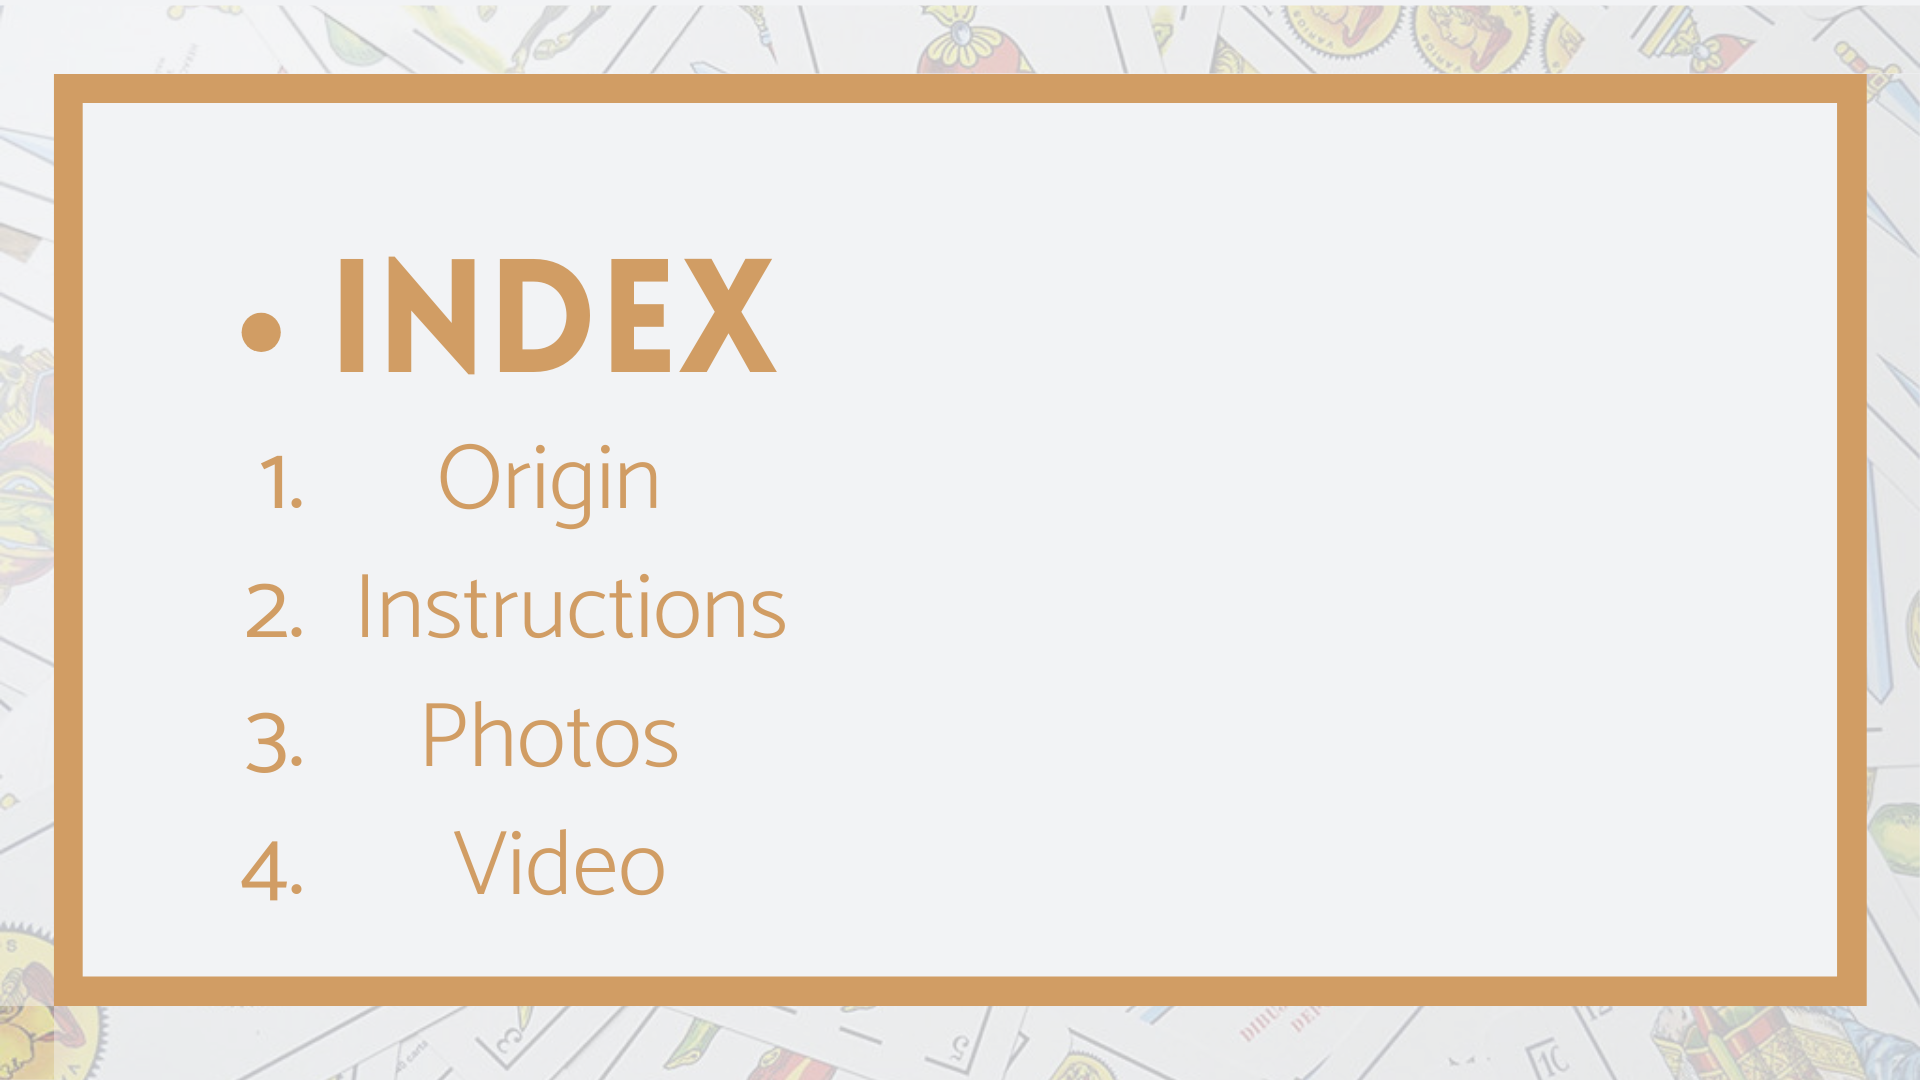 • INDEX
1. Origin
2. Instructions
3. Photos
4. Video